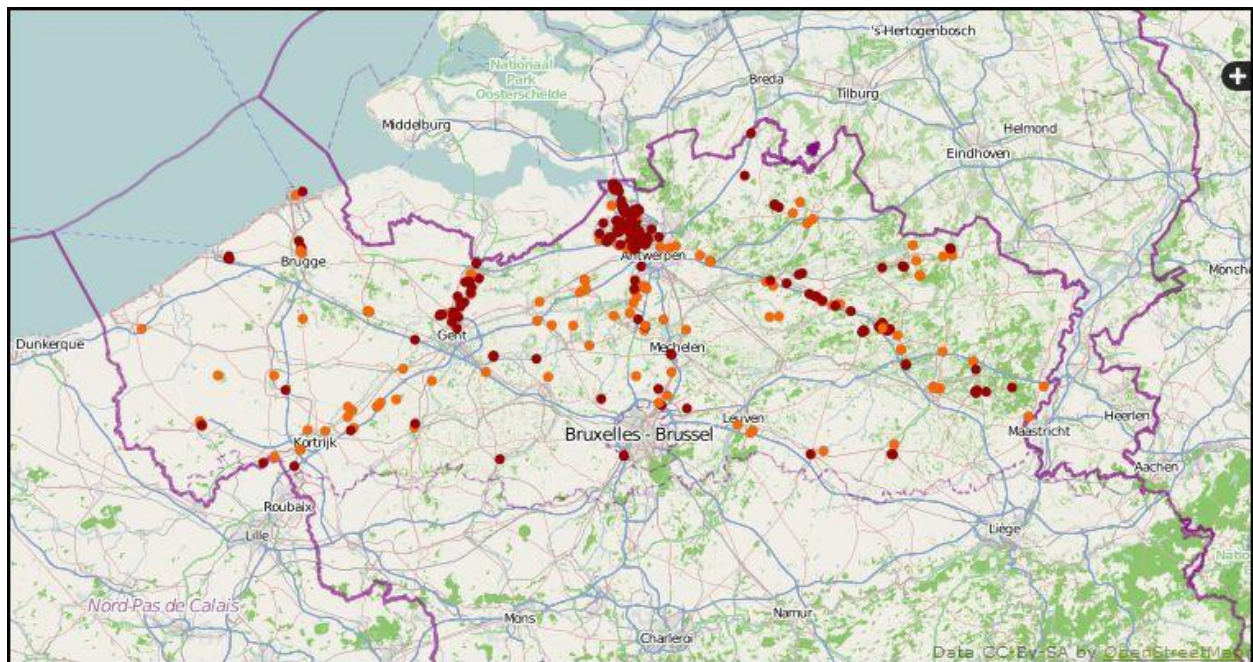 's-Hertogenbosch
Nationaal
Park
Oosterschelde
Breda
Tilburg
Middelburg
Helmond
Eindhoven
+
Brugge
Antwerpen
Dunkerque
Gent
Mechelen
Bruxelles - Brussel
Leuven
Heerlen
Maastricht
Kortrijk
Aachen
Roubaix
Lille
Liège
Nord-Pas de Calais
Mons
Namur
Charleroi
Data CC-By-SA by OpenStreetMap